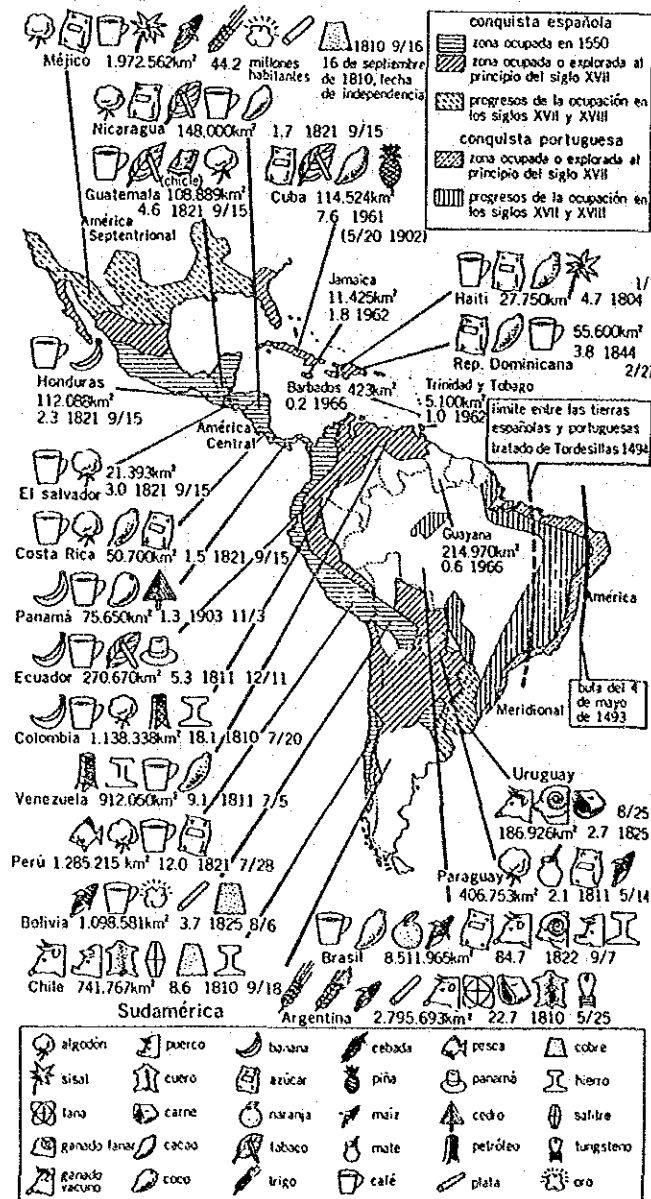 Méjico 1.972.562km² 44.2 millones habitantes
1810 9/16
16 de septiembre de 1810, fecha de independencia
conquista española
zona ocupada en 1550
zona ocupada o explorada al principio del siglo XVII
progresos de la ocupación en los siglos XVII y XVIII
conquista portuguesa
zona ocupada o explorada al principio del siglo XVII
progresos de la ocupación en los siglos XVII y XVIII
Nicaragua 148.000km² 1.7 1821 9/15
(chicle)
Guatemala 108.889km²
4.6 1821 9/15
Cuba 114.524km²
7.6 1961
(5/20 1902)
América
Septentrional
Jamaica
11.425km²
1.8 1962
1/
Haití 27.750km² 4.7 1804
55.600km²
Rep. Dominicana 3.8 1844
2/27
Honduras
112.088km²
2.3 1821 9/15
Barbados 423km²
0.2 1966
Trinidad y Tobago
5.100km²
1.0 1962
América
Central
límite entre las tierras
españolas y portuguesas
tratado de Tordesillas 1494
El salvador 21.393km²
3.0 1821 9/15
Costa Rica 50.700km² 1.5 1821 9/15
Guayana
214.970km²
0.6 1966
América
Panamá 75.650km² 1.3 1903 11/3
Ecuador 270.670km² 5.3 1811 12/11
Meridional
bula del 4
de mayo
de 1493
Colombia 1.138.338km² 18.1 1810 7/20
Venezuela 912.050km² 9.1 1811 7/5
Uruguay
8/25
186.926km² 2.7 1825
Perú 1.285.215 km² 12.0 1821 7/28
Paraguay
406.753km² 2.1 1811 5/14
Bolivia 1.098.581km² 3.7 1825 8/6
Brasil 8.511.965km² 84.7 1822 9/7
Chile 741.767km² 8.6 1810 9/18
Sudamérica
Argentina 2.795.693km² 22.7 1810 5/25
algodón puerco banana cebada pesca cobre
sisal cuero azúcar piña panamá hierro
lana carne naranja maíz cedro salitre
ganado lanar cacao tabaco mate petróleo tungsteno
ganado vacuno coco trigo café plata oro